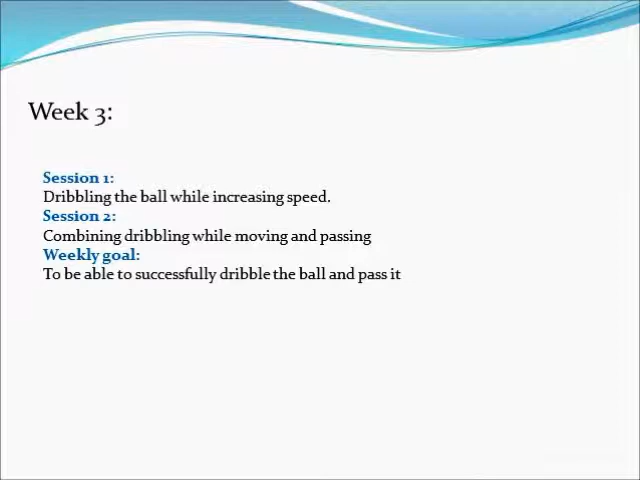 Week 3:
Session 1:
Dribbling the ball while increasing speed.
Session 2:
Combining dribbling while moving and passing
Weekly goal:
To be able to successfully dribble the ball and pass it